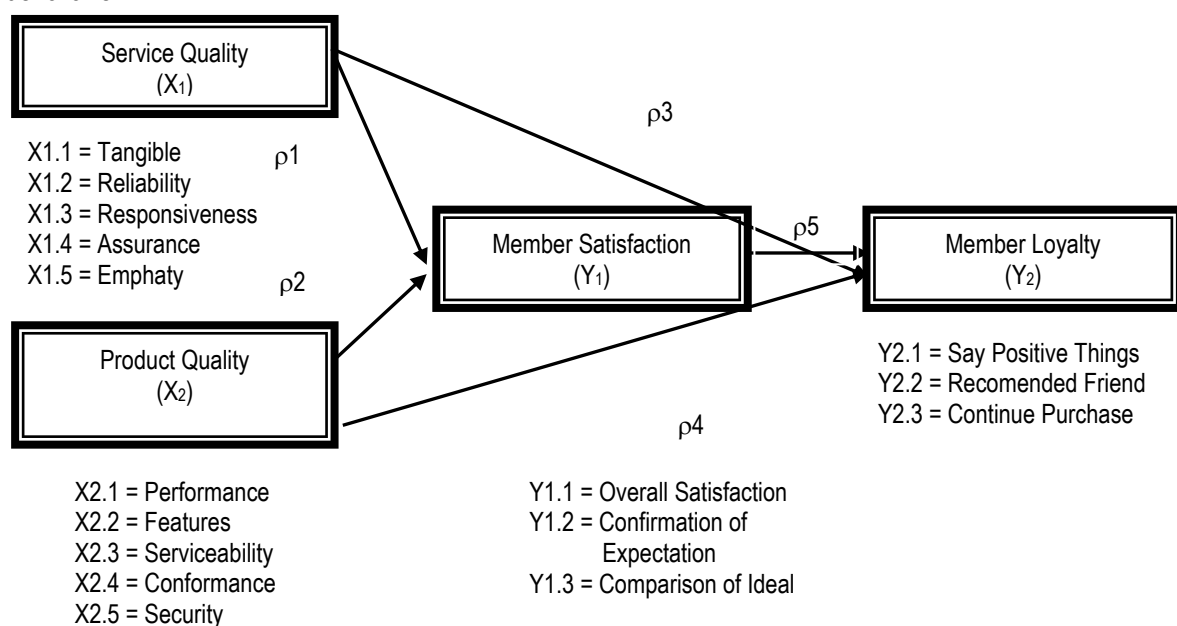 Service Quality
(X1)
ρ3
X1.1 = Tangible
X1.2 = Reliability
X1.3 = Responsiveness
X1.4 = Assurance
X1.5 = Emphaty
ρ1
ρ2
Member Satisfaction
(Y1)
ρ5
Member Loyalty
(Y2)
Product Quality
(X2)
Y2.1 = Say Positive Things
Y2.2 = Recomended Friend
Y2.3 = Continue Purchase
ρ4
X2.1 = Performance
X2.2 = Features
X2.3 = Serviceability
X2.4 = Conformance
X2.5 = Security
Y1.1 = Overall Satisfaction
Y1.2 = Confirmation of
Expectation
Y1.3 = Comparison of Ideal